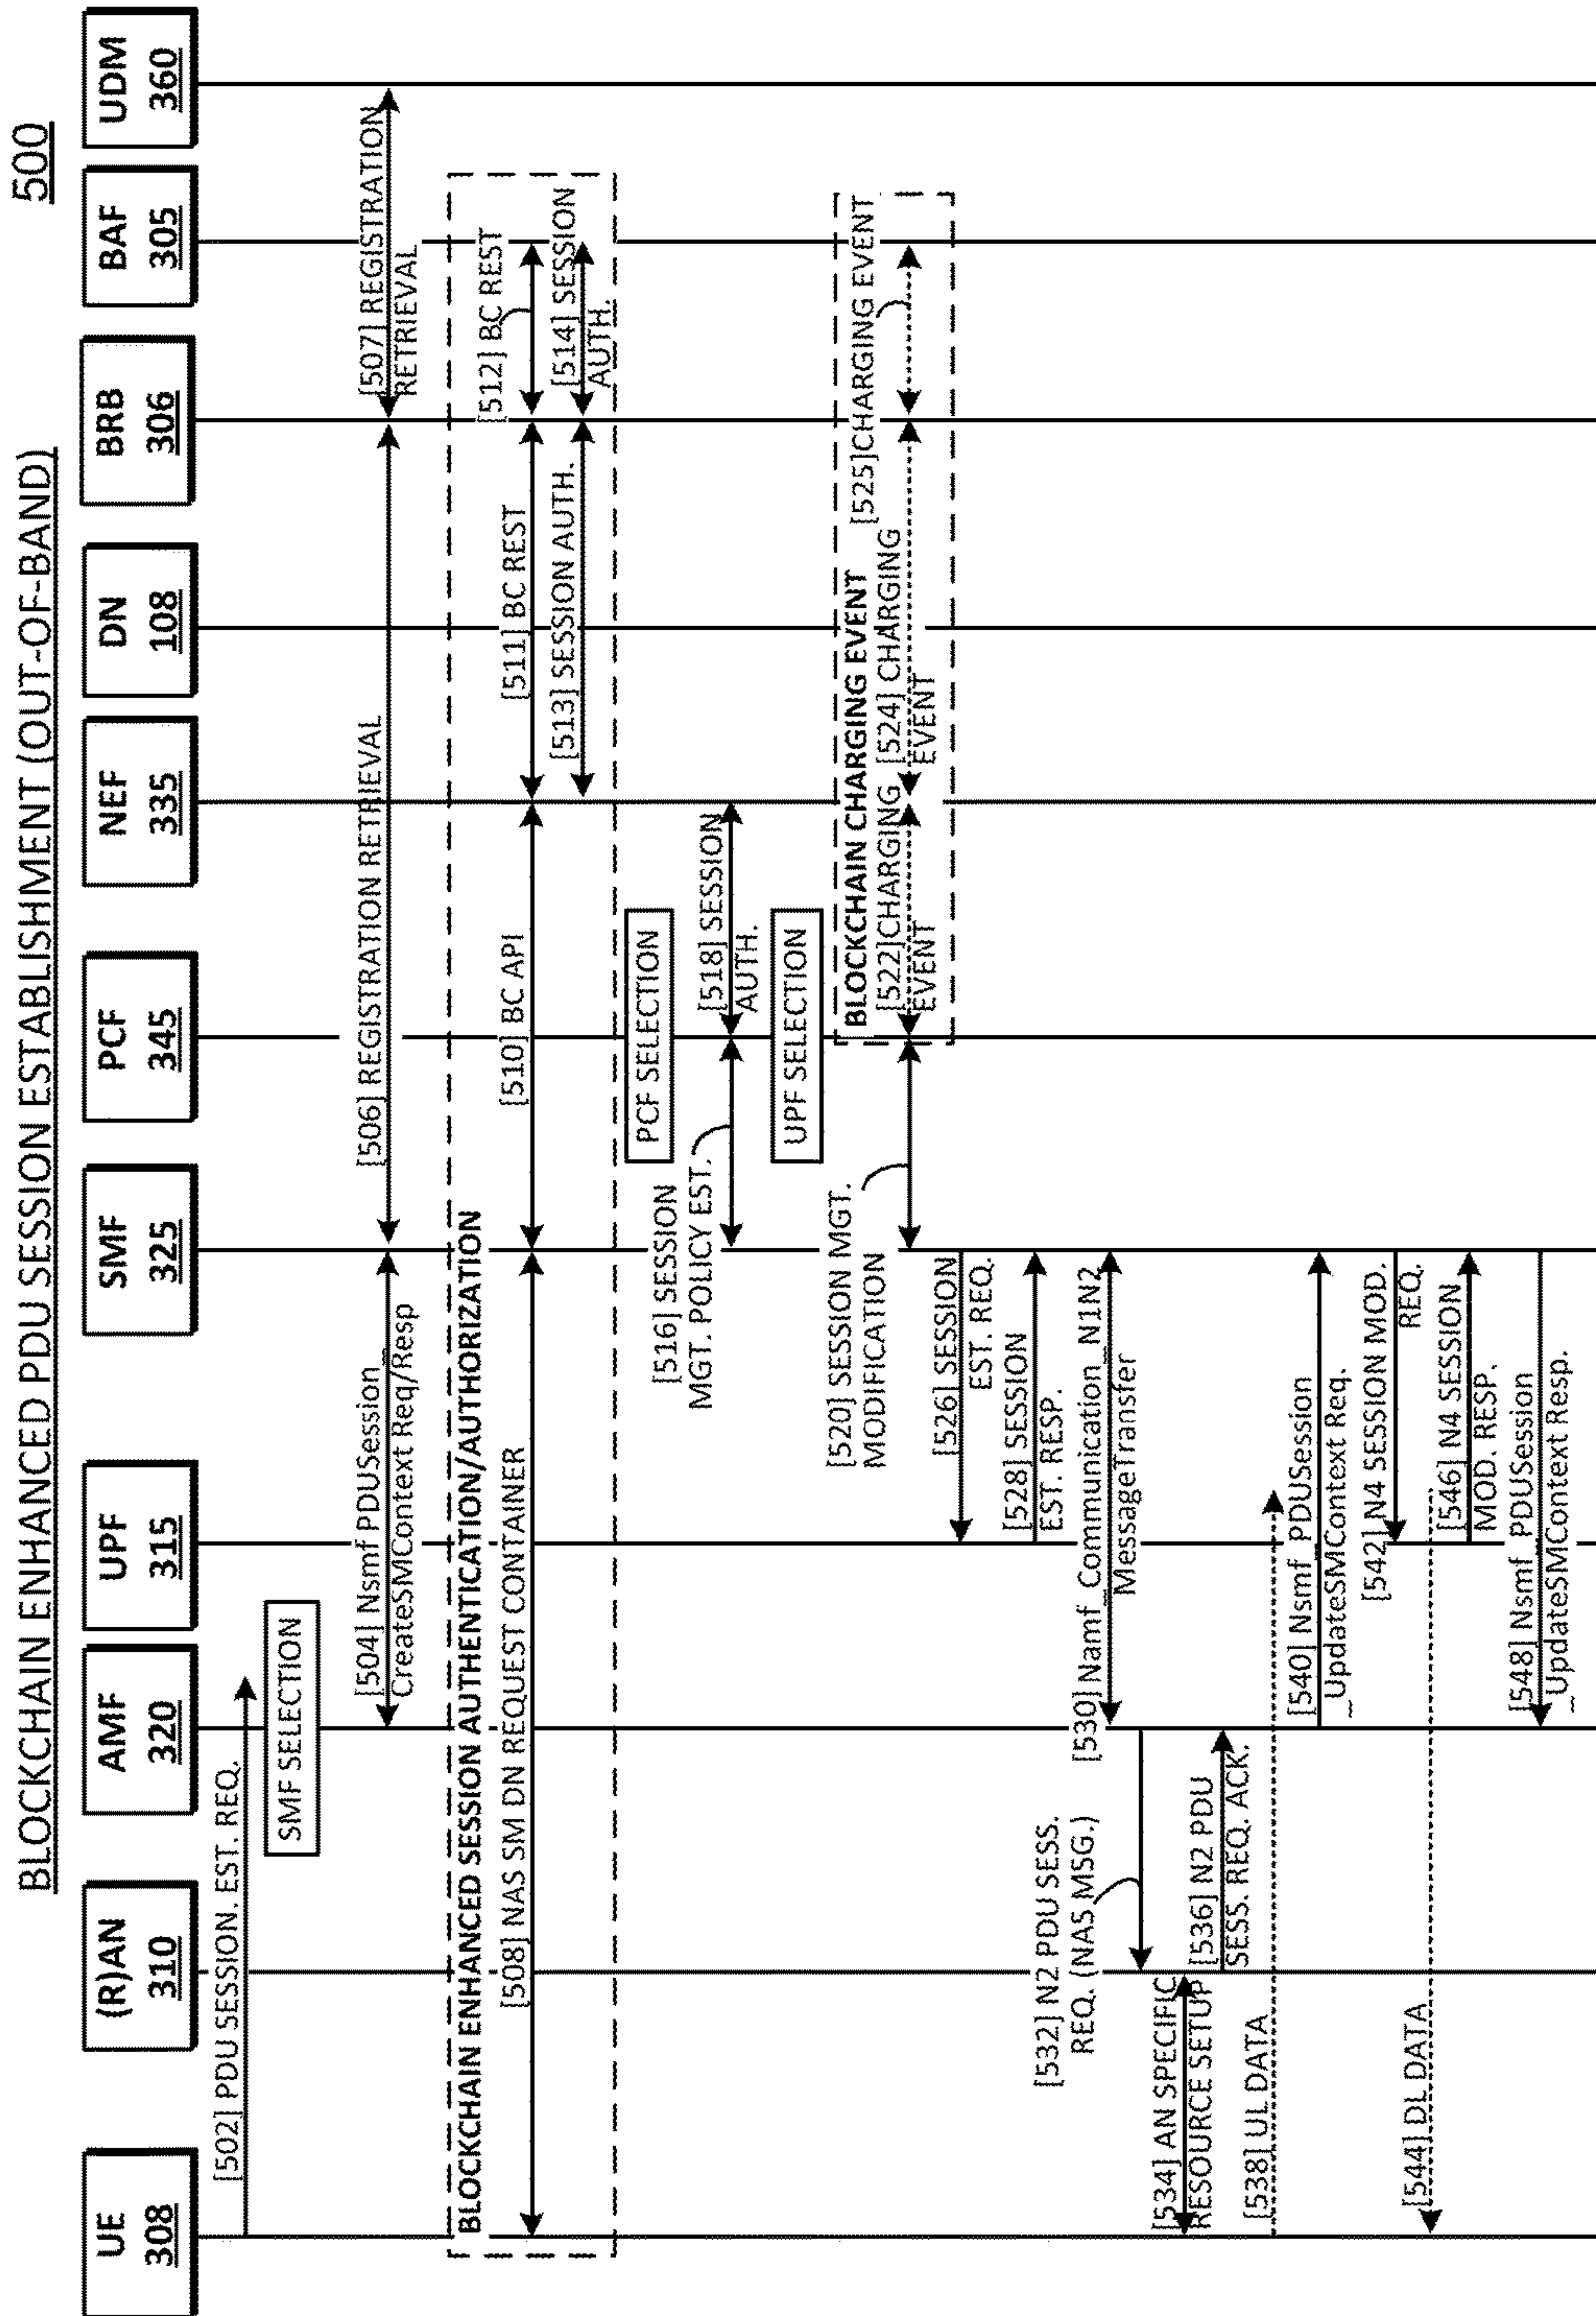 BLOCKCHAIN ENHANCED PDU SESSION ESTABLISHMENT (OUT-OF-BAND)
500
UE
308
(R)AN
310
AMF
320
UPF
315
SMF
325
PCF
345
NEF
335
DN
108
BRB
306
BAF
305
UDM
360
[502] PDU SESSION. EST. REQ.
SMF SELECTION
[504] Nsmf PDUSession_
CreateSMContext Req/Resp
[506] REGISTRATION RETRIEVAL
[507] REGISTRATION
RETRIEVAL
BLOCKCHAIN ENHANCED SESSION AUTHENTICATION/AUTHORIZATION
[508] NAS SM DN REQUEST CONTAINER
[510] BC API
[511] BC REST
[512] BC REST
[513] SESSION AUTH.
[514] SESSION
AUTH.
PCF SELECTION
[516] SESSION
MGT. POLICY EST.
[518] SESSION
AUTH.
UPF SELECTION
BLOCKCHAIN CHARGING EVENT
[520] SESSION MGT.
MODIFICATION
[522]CHARGING
EVENT
[524] CHARGING
EVENT
[525]CHARGING EVENT
[526] SESSION
EST. REQ.
[528] SESSION
EST. RESP.
[530]Namf_Communication_N1N2
MessageTransfer
[532] N2 PDU SESS.
REQ. (NAS MSG.)
[534] AN SPECIFIC
RESOURCE SETUP
[536] N2 PDU
SESS. REQ. ACK.
[538] UL DATA
[540] Nsmf_PDUSession
_UpdateSMContext Req.
[542] N4 SESSION MOD.
REQ.
[544] DL DATA
[546] N4 SESSION
MOD. RESP.
[548] Nsmf_PDUSession
_UpdateSMContext Resp.